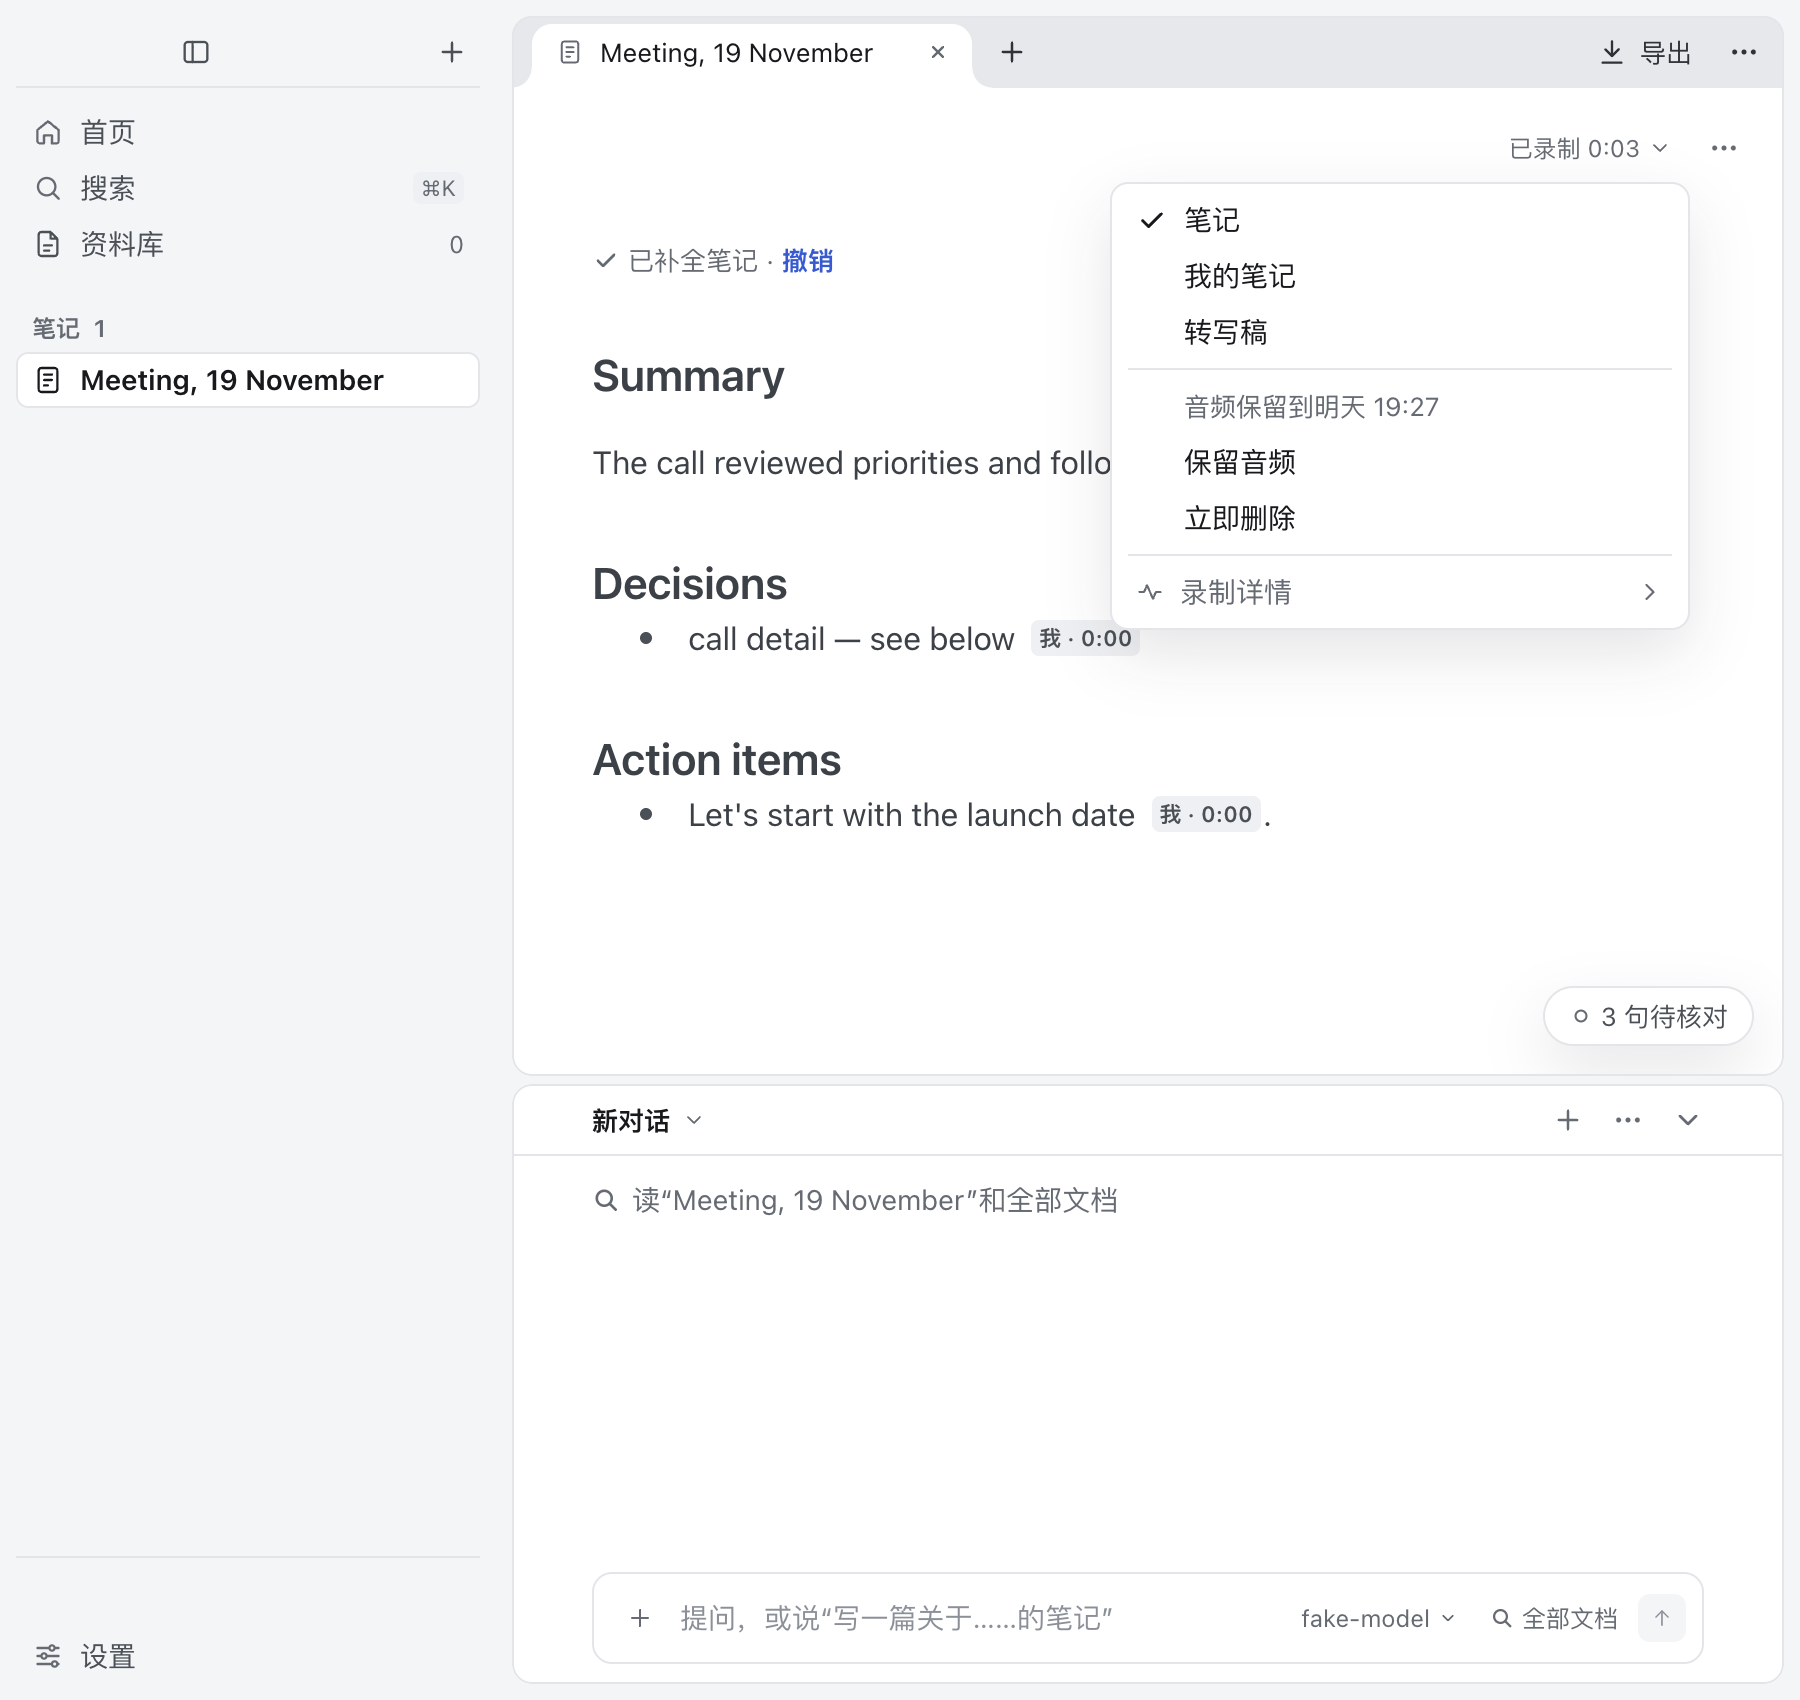 首页
搜索 ⌘K
资料库 0
笔记 1
Meeting, 19 November
设置
Meeting, 19 November
导出
已录制 0:03
笔记
我的笔记
转写稿
音频保留到明天 19:27
保留音频
立即删除
录制详情
已补全笔记 · 撤销
Summary
The call reviewed priorities and follo
Decisions
• call detail — see below 我 · 0:00
Action items
• Let's start with the launch date 我 · 0:00 .
3 句待核对
新对话
读“Meeting, 19 November”和全部文档
提问，或说“写一篇关于……的笔记”
fake-model
全部文档